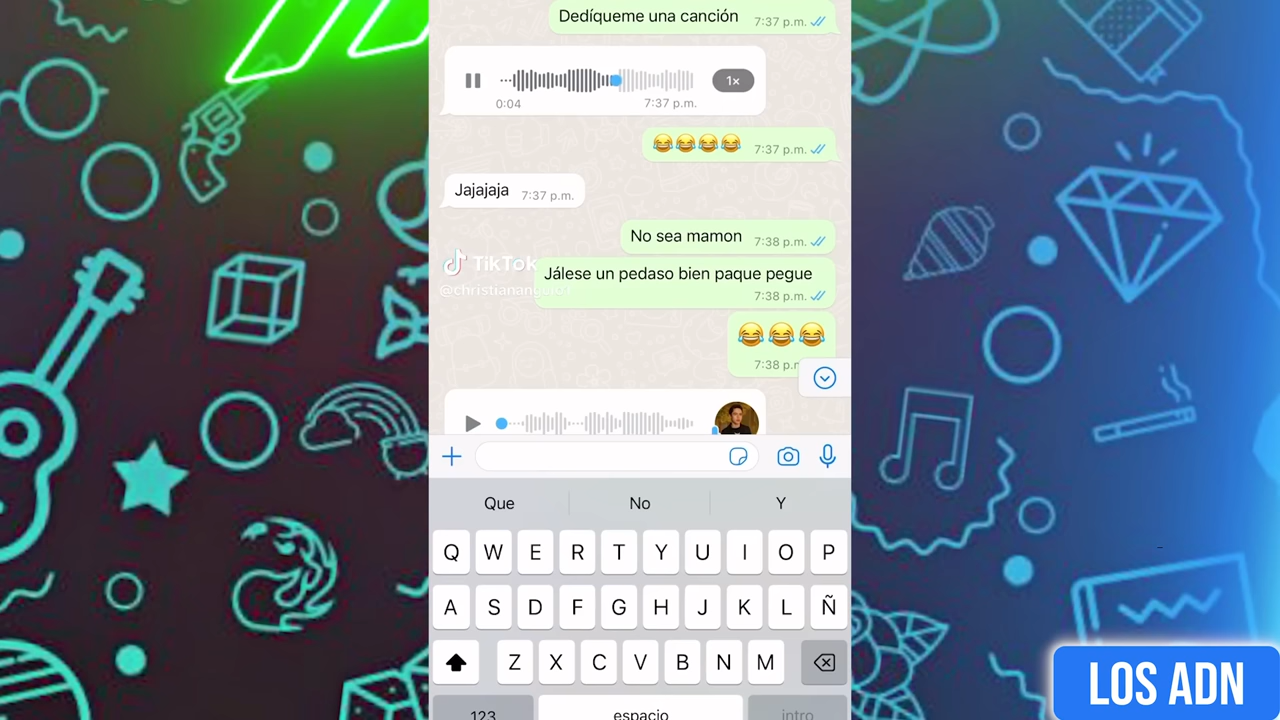 Dedíqueme una canción 7:37 p.m.
1×
0:04 7:37 p.m.
😂😂😂😂 7:37 p.m.
Jajajaja 7:37 p.m.
No sea mamon 7:38 p.m.
TikTok
Jálese un pedaso bien paque pegue
7:38 p.m.
😂😂😂
Que No Y
Q W E R T Y U I O P
A S D F G H J K L Ñ
Z X C V B N M
123 espacio intro
LOS ADN